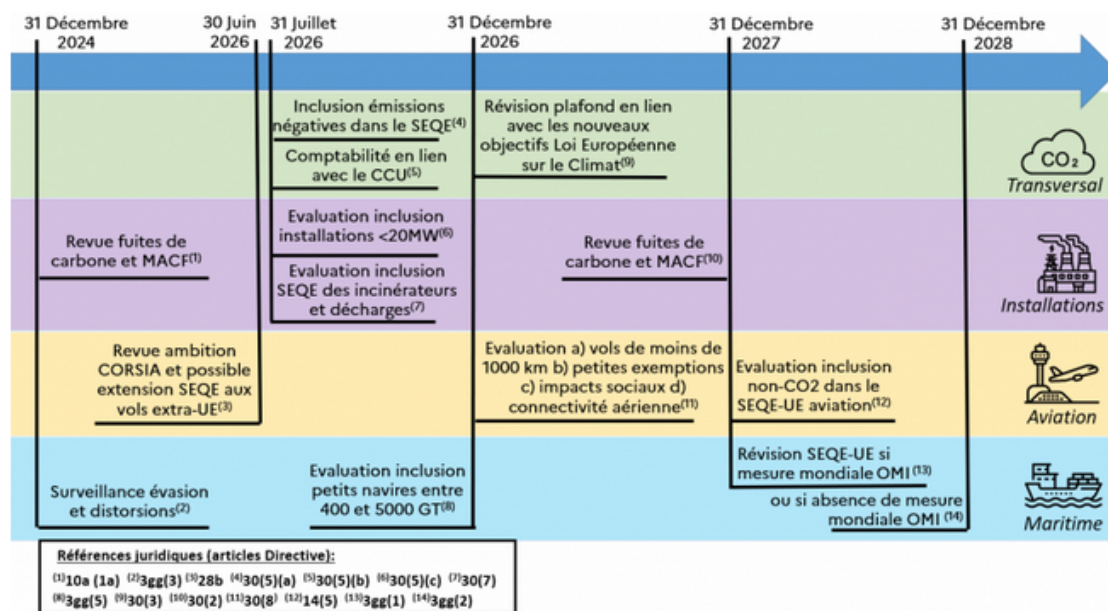 31 Décembre
2024
30 Juin
2026
31 Juillet
2026
31 Décembre
2026
31 Décembre
2027
31 Décembre
2028
Inclusion émissions
négatives dans le SEQE(4)
Comptabilité en lien
avec le CCU(5)
Révision plafond en lien
avec les nouveaux
objectifs Loi Européenne
sur le Climat(9)
CO2
Transversal
Revue fuites de
carbone et MACF(1)
Evaluation inclusion
installations <20MW(6)
Evaluation inclusion
SEQE des incinérateurs
et décharges(7)
Revue fuites de
carbone et MACF(10)
Installations
Revue ambition
CORSIA et possible
extension SEQE aux
vols extra-UE(3)
Evaluation a) vols de moins de
1000 km b) petites exemptions
c) impacts sociaux d)
connectivité aérienne(11)
Evaluation inclusion
non-CO2 dans le
SEQE-UE aviation(12)
Aviation
Surveillance évasion
et distorsions(2)
Evaluation inclusion
petits navires entre
400 et 5000 GT(8)
Révision SEQE-UE si
mesure mondiale OMI (13)
ou si absence de mesure
mondiale OMI (14)
Maritime
Références juridiques (articles Directive):
(1)10a (1a) (2)3gg(3) (3)28b (4)30(5)(a) (5)30(5)(b) (6)30(5)(c) (7)30(7)
(8)3gg(5) (9)30(3) (10)30(2) (11)30(8) (12)14(5) (13)3gg(1) (14)3gg(2)